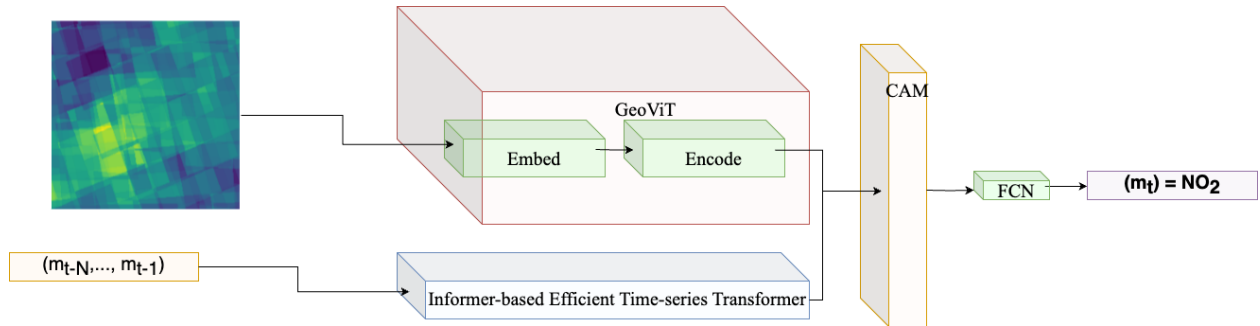 CAM
GeoViT
Embed
Encode
FCN
(mt) = NO2
(mt-N,..., mt-1)
Informer-based Efficient Time-series Transformer